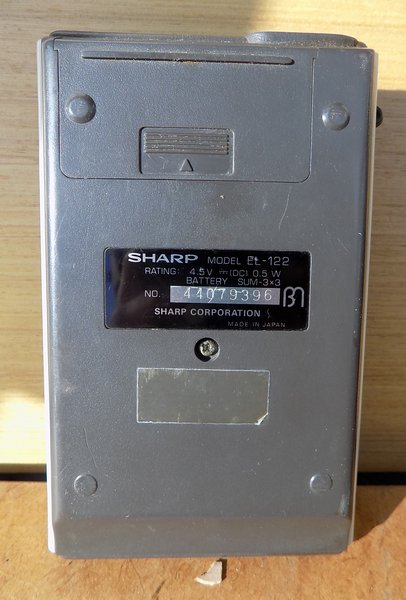 SHARP MODEL EL-122
RATING: 4.5V ⎓(DC) 0.5 W
BATTERY SUM-3×3
NO. 44079396
SHARP CORPORATION
MADE IN JAPAN